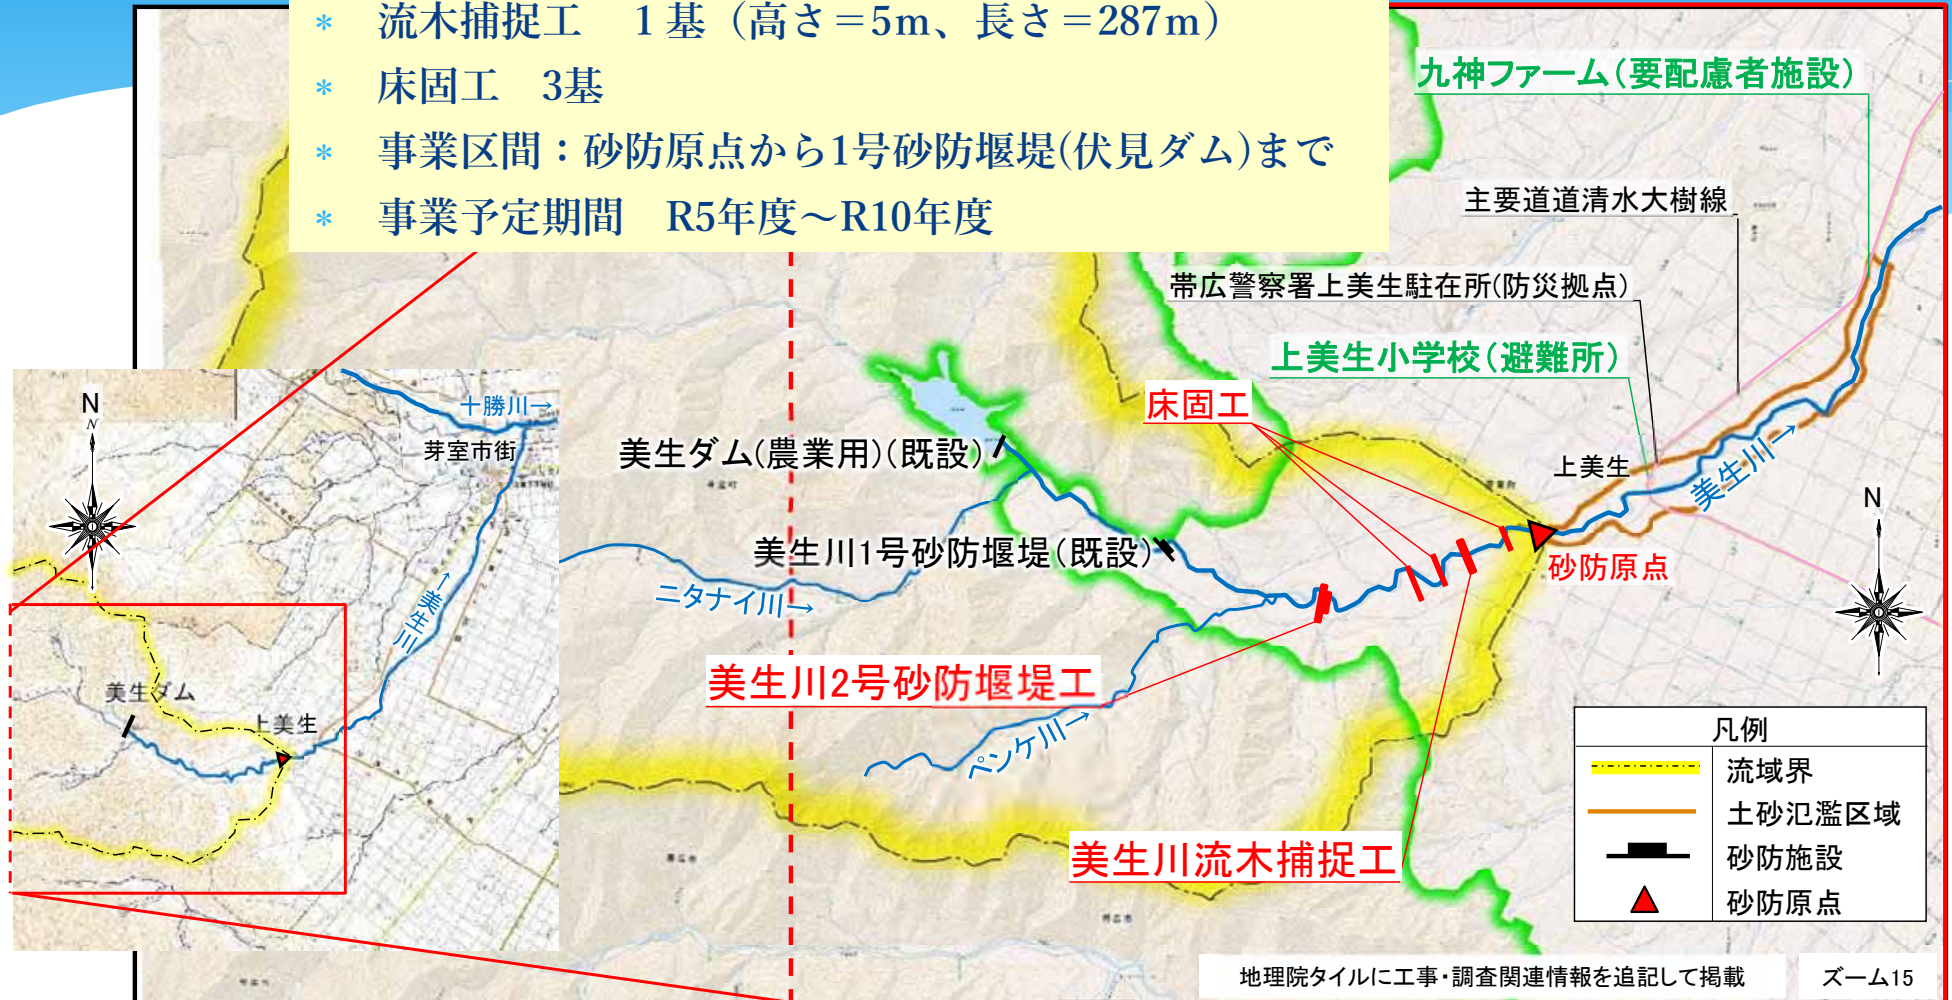 * 流木捕捉工　１基（高さ＝5m、長さ＝287m）
* 床固工　3基
* 事業区間：砂防原点から1号砂防堰堤(伏見ダム)まで
* 事業予定期間　R5年度～R10年度
九神ファーム(要配慮者施設)
主要道道清水大樹線
帯広警察署上美生駐在所(防災拠点)
上美生小学校(避難所)
床固工
美生ダム(農業用)(既設)
上美生
美生川→
美生川1号砂防堰堤(既設)
砂防原点
ニタナイ川→
美生川2号砂防堰堤工
ペンケ川→
美生川流木捕捉工
N
N
N
十勝川→
芽室市街
美生川→
美生ダム
上美生
凡例
流域界
土砂氾濫区域
砂防施設
砂防原点
地理院タイルに工事・調査関連情報を追記して掲載
ズーム15